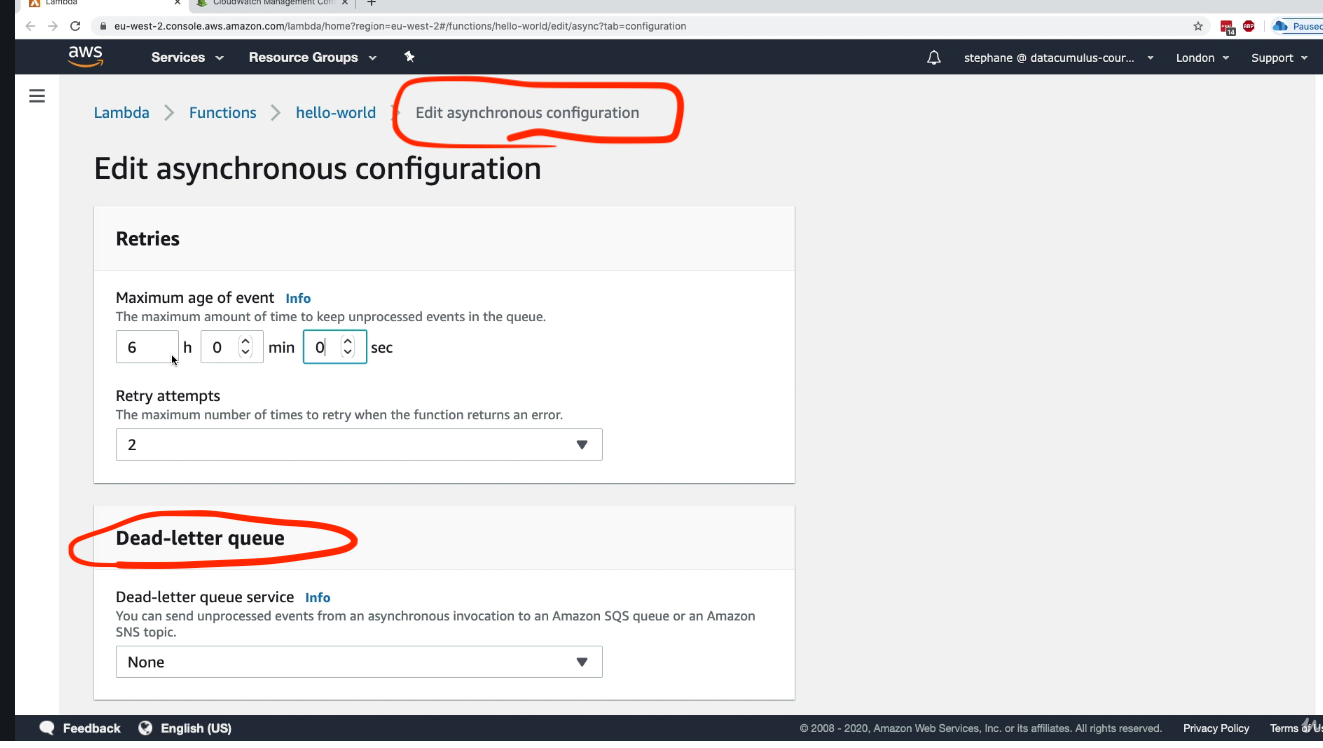 Lambda
CloudWatch Management Con
eu-west-2.console.aws.amazon.com/lambda/home?region=eu-west-2#/functions/hello-world/edit/async?tab=configuration
14
ABP
Paused
aws
Services
Resource Groups
stephane @ datacumulus-cour...
London
Support
Lambda
Functions
hello-world
Edit asynchronous configuration
Edit asynchronous configuration
Retries
Maximum age of event Info
The maximum amount of time to keep unprocessed events in the queue.
6 h 0 min 0 sec
Retry attempts
The maximum number of times to retry when the function returns an error.
2
Dead-letter queue
Dead-letter queue service Info
You can send unprocessed events from an asynchronous invocation to an Amazon SQS queue or an Amazon
SNS topic.
None
Feedback
English (US)
© 2008 - 2020, Amazon Web Services, Inc. or its affiliates. All rights reserved.
Privacy Policy
Terms of Us